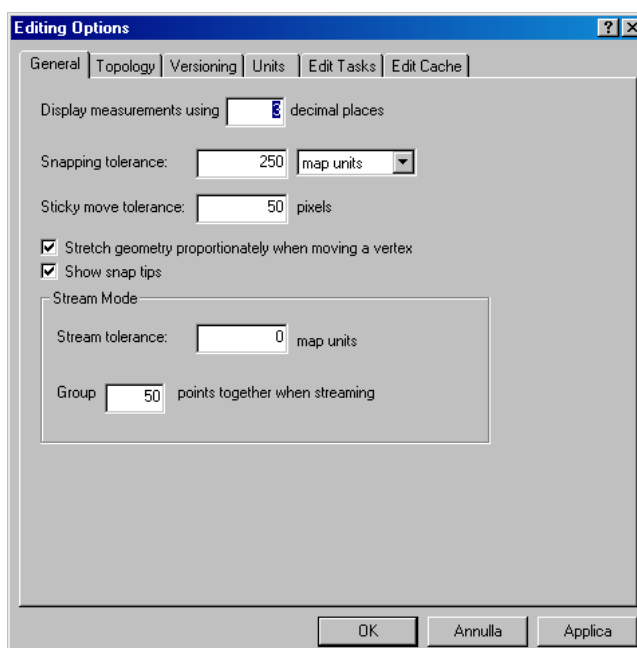 Editing Options
General Topology Versioning Units Edit Tasks Edit Cache
Display measurements using 3 decimal places
Snapping tolerance: 250 map units
Sticky move tolerance: 50 pixels
Stretch geometry proportionately when moving a vertex
Show snap tips
Stream Mode
Stream tolerance: 0 map units
Group 50 points together when streaming
OK Annulla Applica